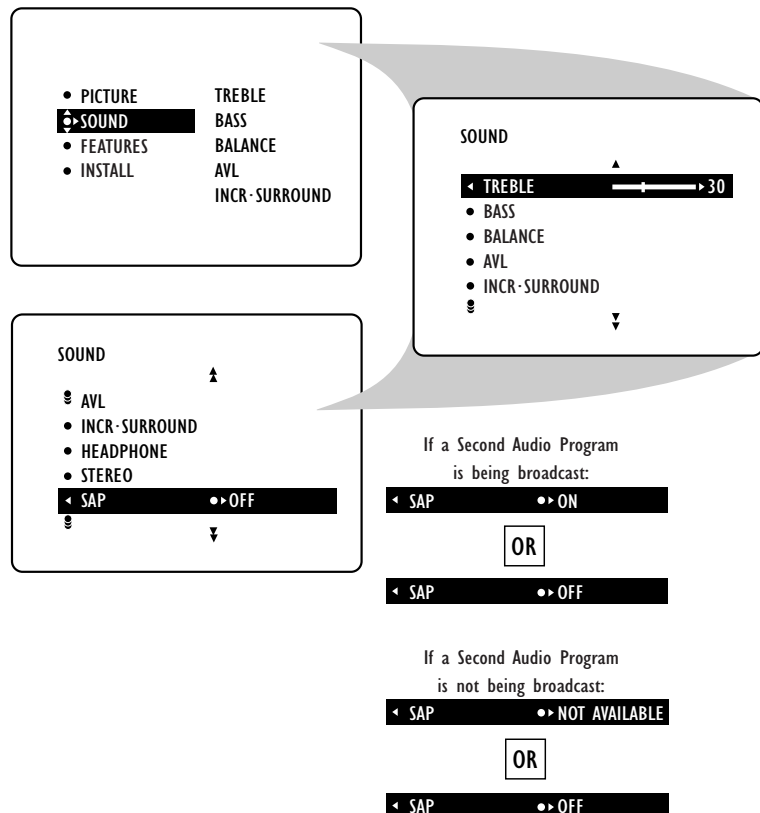 PICTURE TREBLE
SOUND BASS
FEATURES BALANCE
INSTALL AVL
INCR·SURROUND
SOUND
TREBLE 30
BASS
BALANCE
AVL
INCR·SURROUND
SOUND
AVL
INCR·SURROUND
HEADPHONE
STEREO
SAP OFF
If a Second Audio Program
is being broadcast:
SAP ON
OR
SAP OFF
If a Second Audio Program
is not being broadcast:
SAP NOT AVAILABLE
OR
SAP OFF